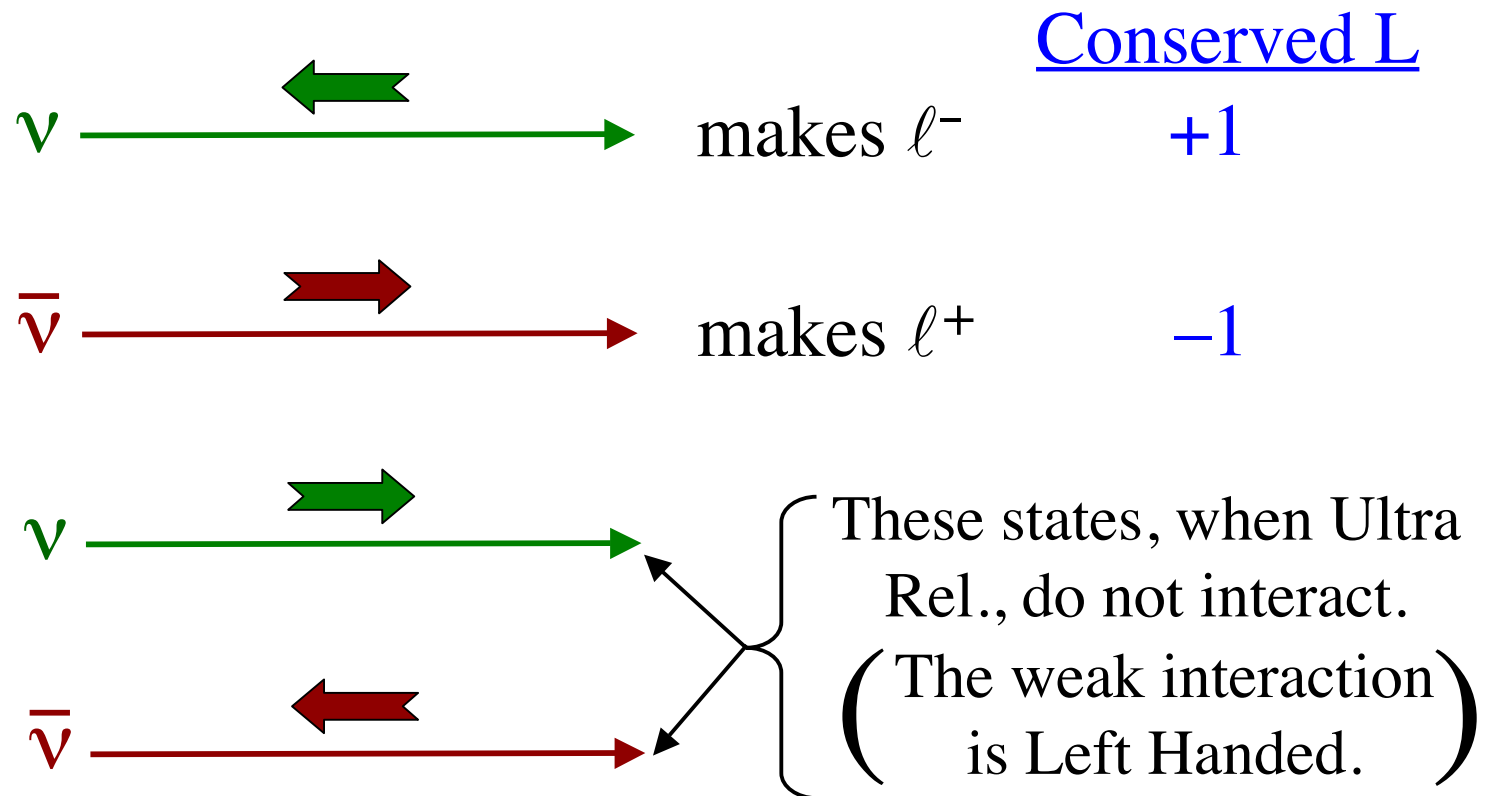 Conserved L
ν makes ℓ⁻ +1
ν̅ makes ℓ⁺ –1
ν These states, when Ultra
Rel., do not interact.
(The weak interaction
ν̅ is Left Handed.)